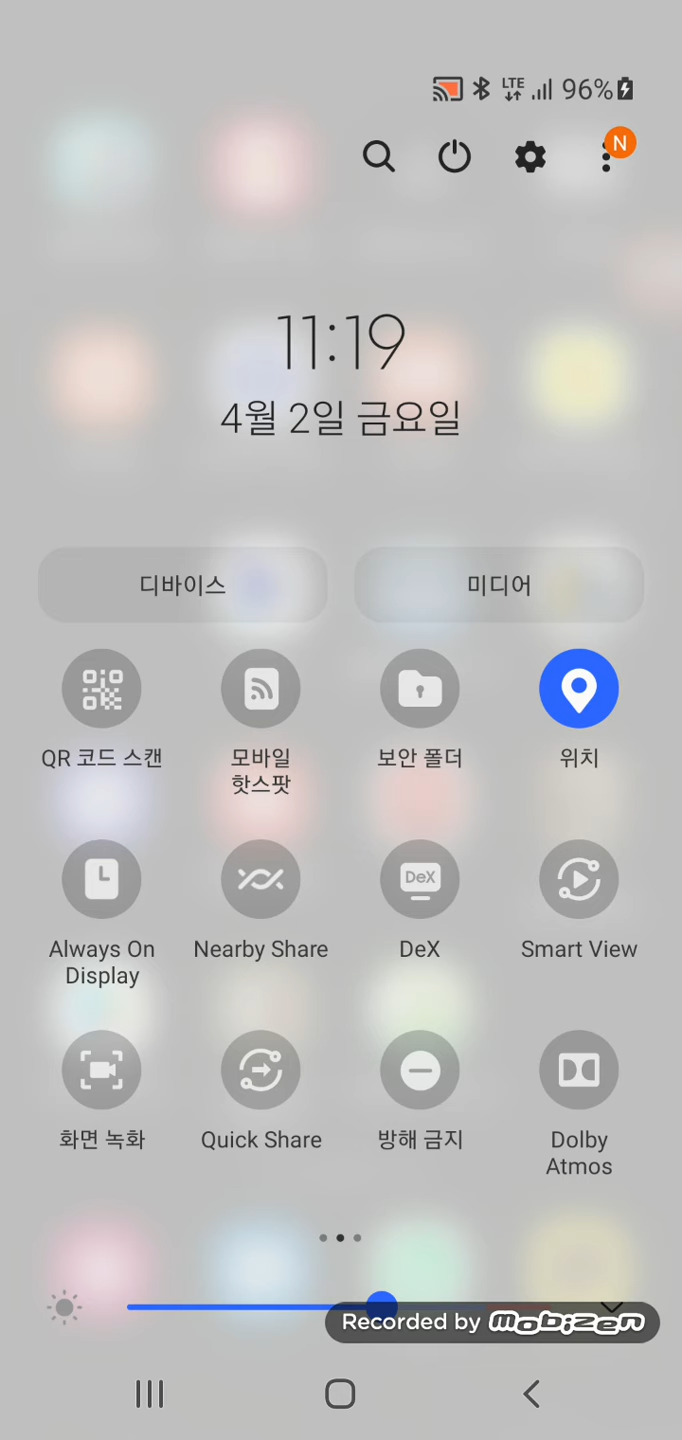 LTE 96%
N
11:19
4월 2일 금요일
디바이스 미디어
QR 코드 스캔
모바일
핫스팟
보안 폴더
위치
Always On
Display
Nearby Share
DeX
DeX
Smart View
화면 녹화
Quick Share
방해 금지
Dolby
Atmos
Recorded by mobizen